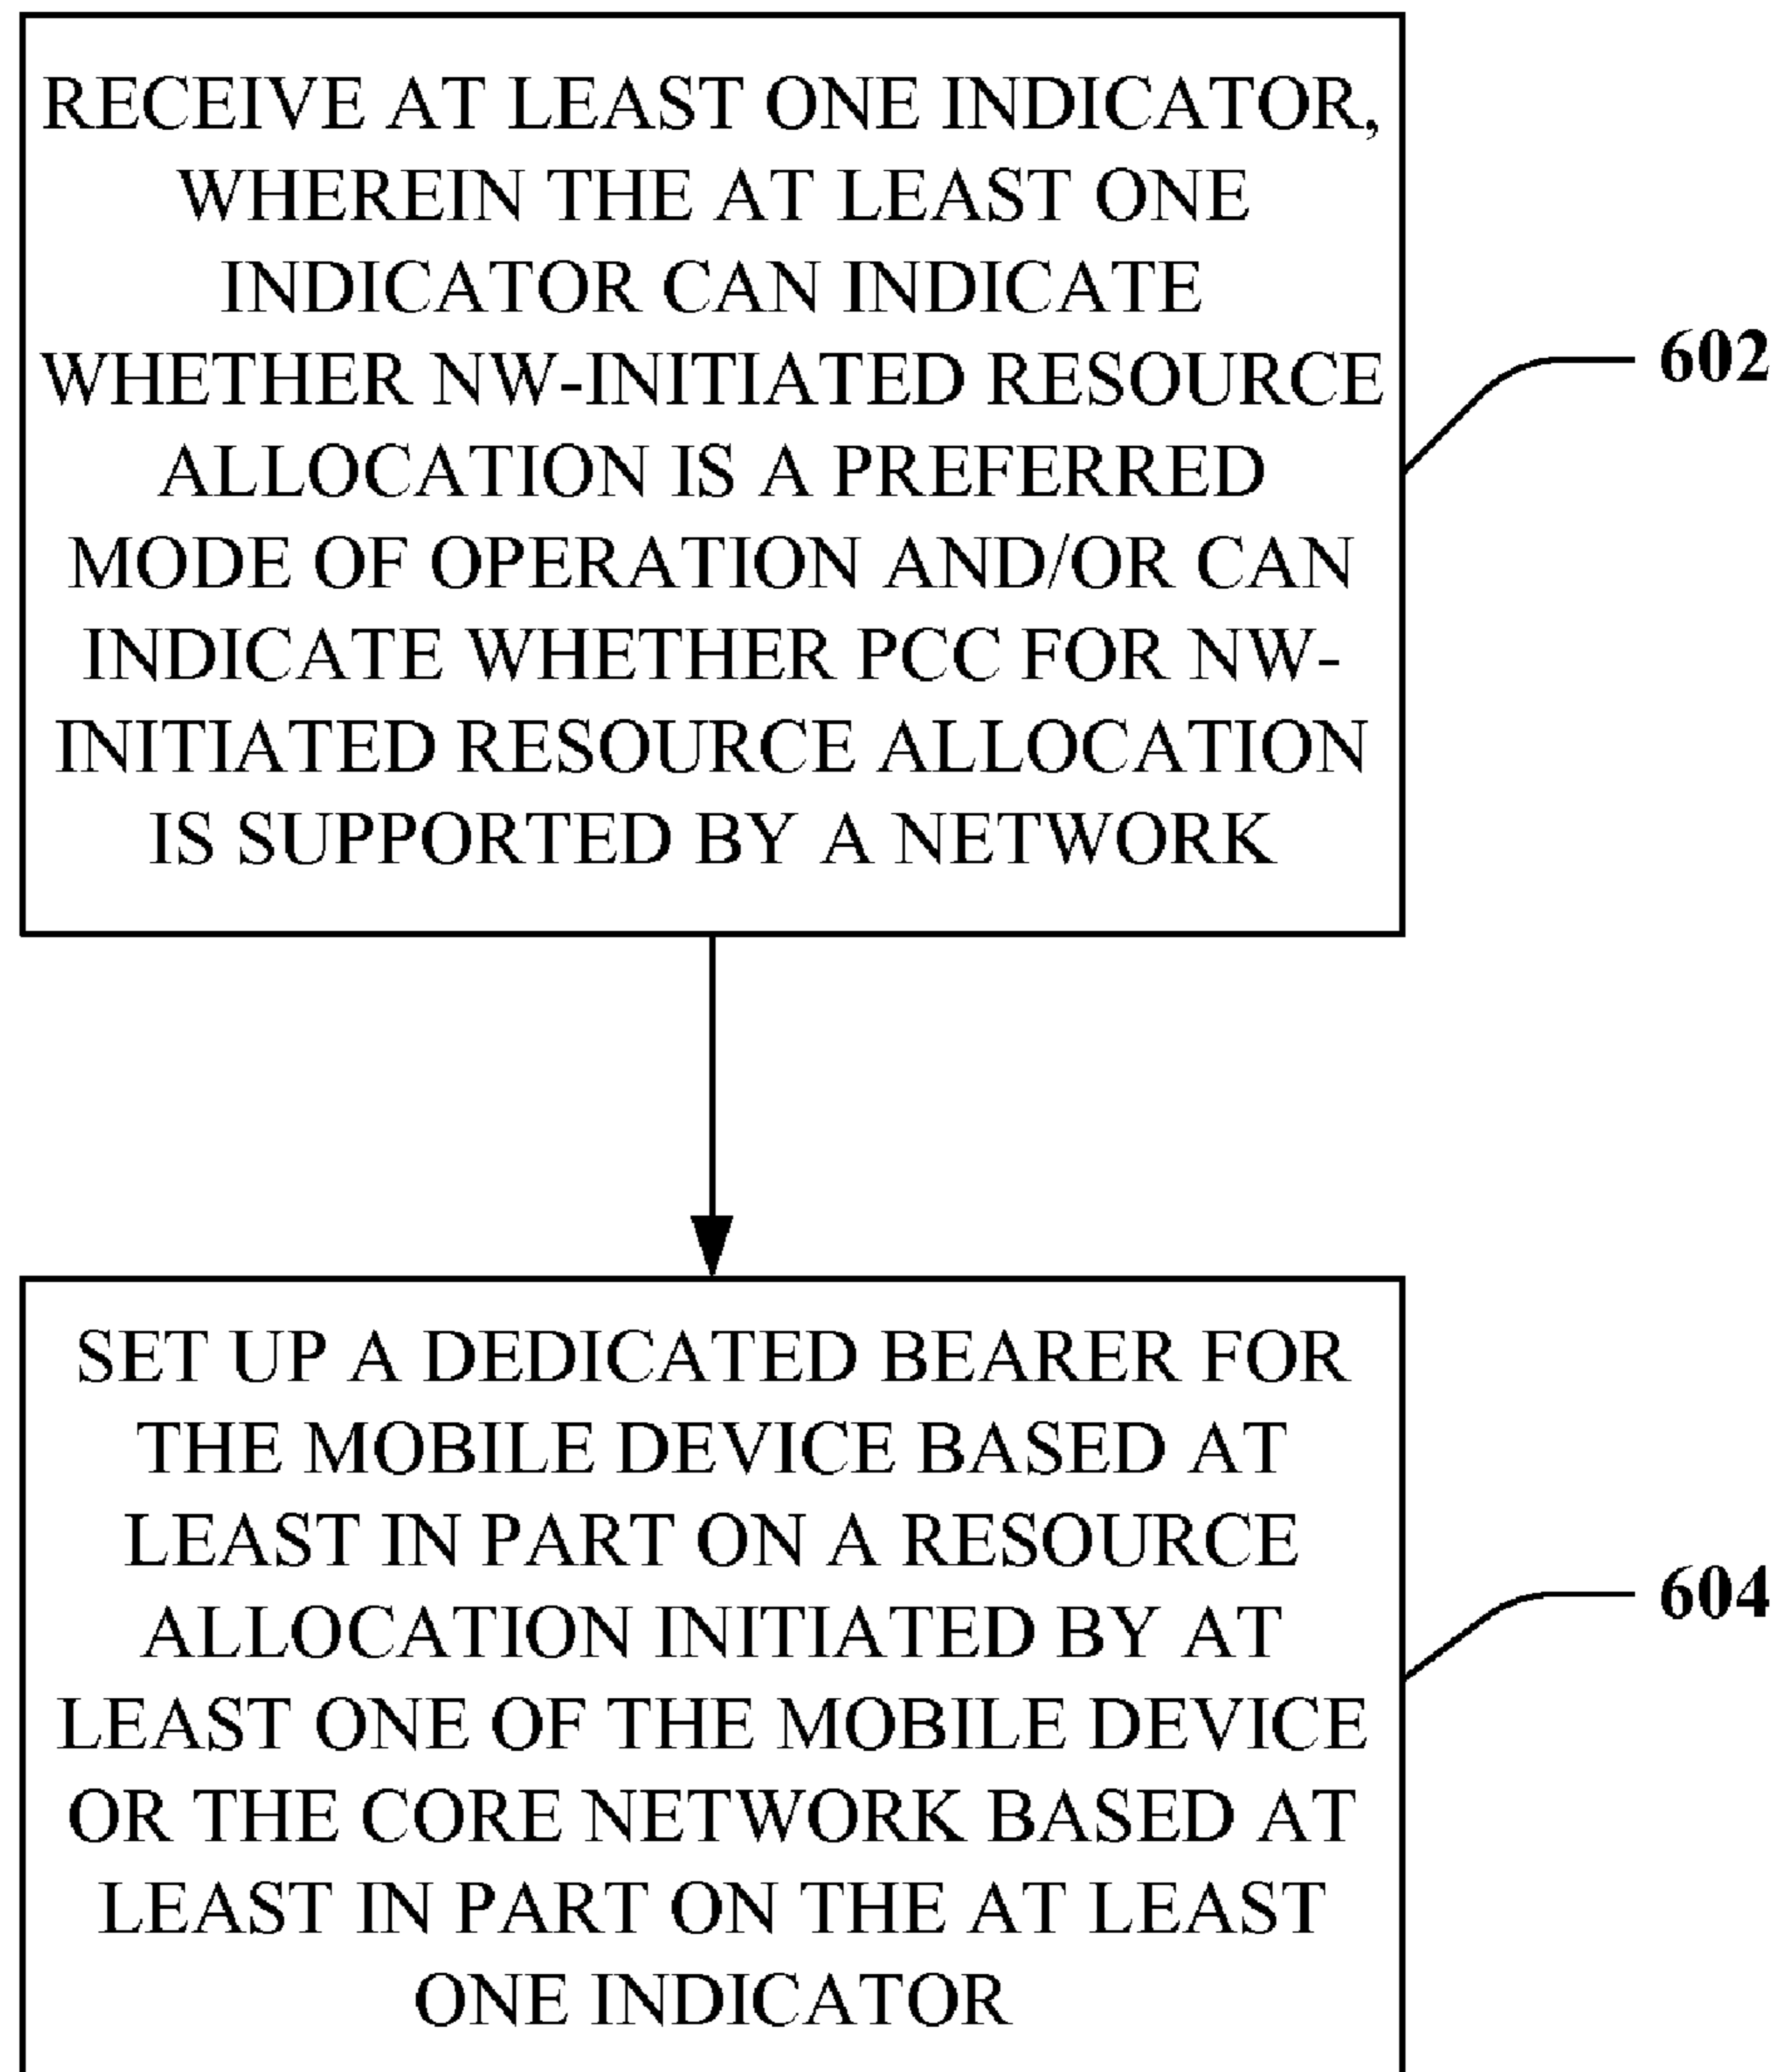 RECEIVE AT LEAST ONE INDICATOR,
WHEREIN THE AT LEAST ONE
INDICATOR CAN INDICATE
WHETHER NW-INITIATED RESOURCE
ALLOCATION IS A PREFERRED
MODE OF OPERATION AND/OR CAN
INDICATE WHETHER PCC FOR NW-
INITIATED RESOURCE ALLOCATION
IS SUPPORTED BY A NETWORK
602
SET UP A DEDICATED BEARER FOR
THE MOBILE DEVICE BASED AT
LEAST IN PART ON A RESOURCE
ALLOCATION INITIATED BY AT
LEAST ONE OF THE MOBILE DEVICE
OR THE CORE NETWORK BASED AT
LEAST IN PART ON THE AT LEAST
ONE INDICATOR
604